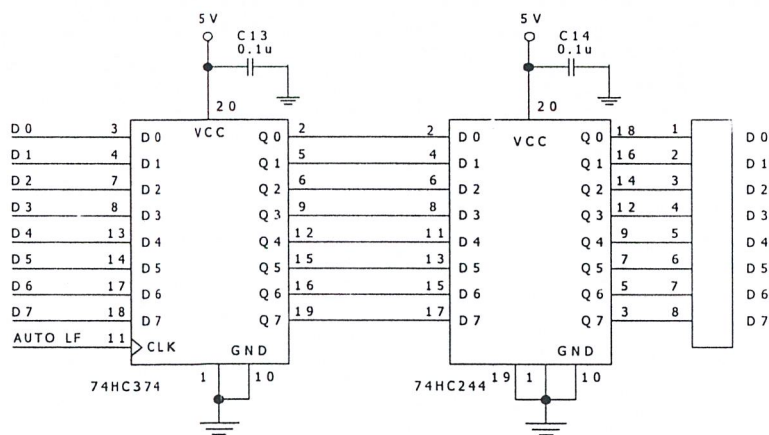 5V 5V
C13 C14
0.1u 0.1u
20 20
VCC VCC
D0 3 D0 Q0 2 2 D0 Q0 18 1 D0
D1 4 D1 Q1 5 4 D1 Q1 16 2 D1
D2 7 D2 Q2 6 6 D2 Q2 14 3 D2
D3 8 D3 Q3 9 8 D3 Q3 12 4 D3
D4 13 D4 Q4 12 11 D4 Q4 9 5 D4
D5 14 D5 Q5 15 13 D5 Q5 7 6 D5
D6 17 D6 Q6 16 15 D6 Q6 5 7 D6
D7 18 D7 Q7 19 17 D7 Q7 3 8 D7
AUTO LF 11 CLK
GND GND
74HC374 1 10 74HC244 19 1 10